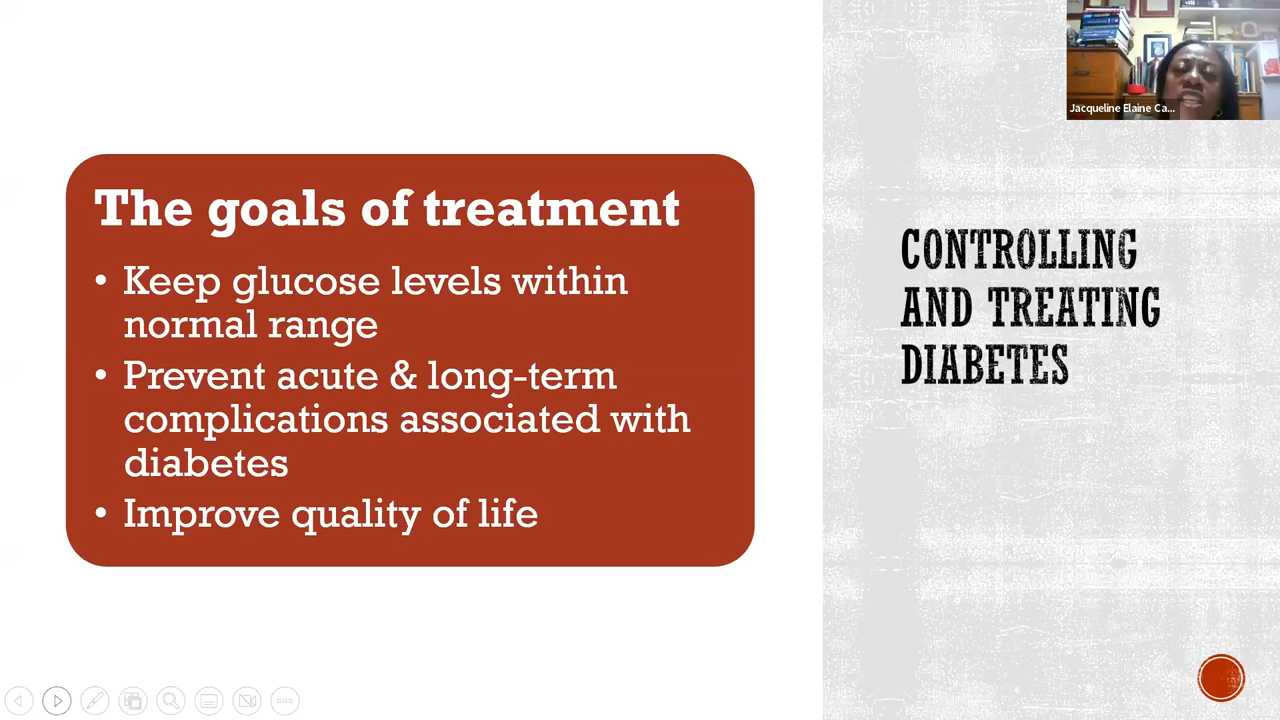 Jacqueline Elaine Ca...
The goals of treatment
• Keep glucose levels within
normal range
• Prevent acute & long-term
complications associated with
diabetes
• Improve quality of life
CONTROLLING
AND TREATING
DIABETES